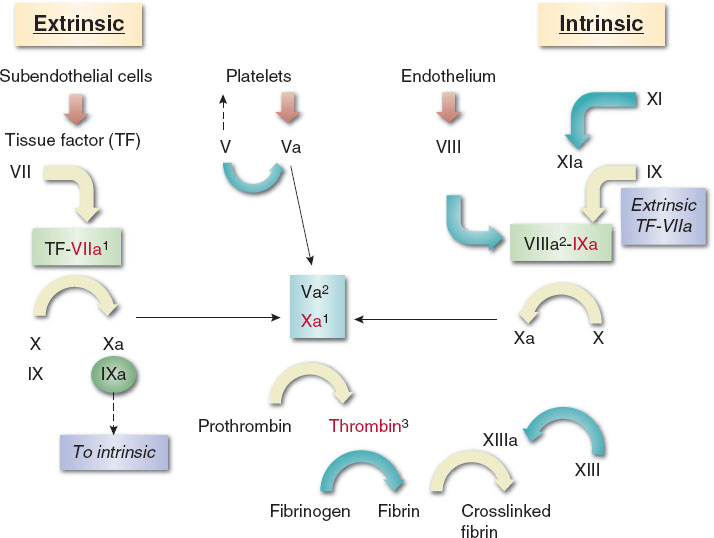 Extrinsic
Intrinsic
Subendothelial cells
Platelets
Endothelium
XI
Tissue factor (TF)
V
Va
VIII
XIa
VII
IX
Extrinsic
TF-VIIa
TF-VIIa¹
VIIIa²-IXa
Va²
Xa¹
X
Xa
Xa
X
IX
IXa
Prothrombin
Thrombin³
XIIIa
To intrinsic
XIII
Fibrinogen
Fibrin
Crosslinked
fibrin